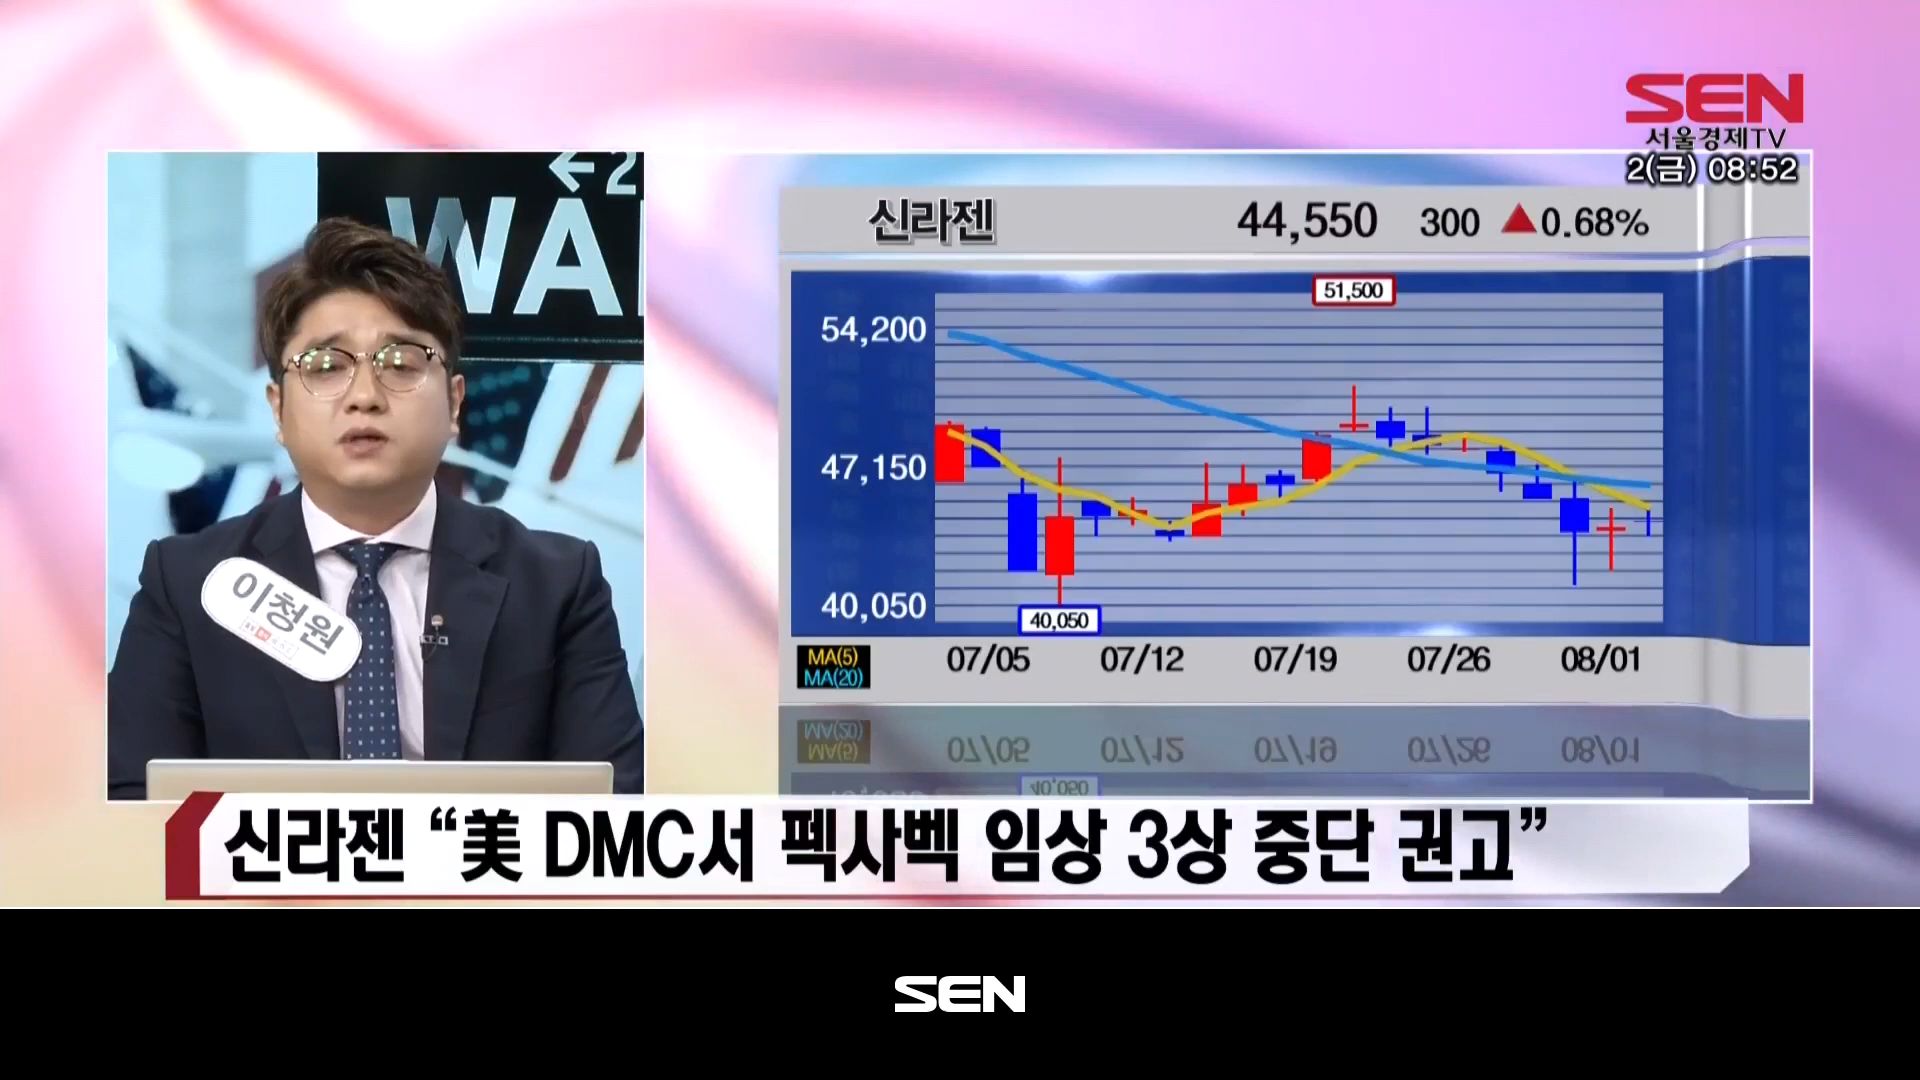 SEN
서울경제TV
2(금) 08:52
←2
WA
신라젠 44,550 300 ▲0.68%
51,500
54,200
47,150
40,050
40,050
MA(5)
MA(20)
07/05 07/12 07/19 07/26 08/01
이청원
신라젠 “美 DMC서 펙사벡 임상 3상 중단 권고”
SEN